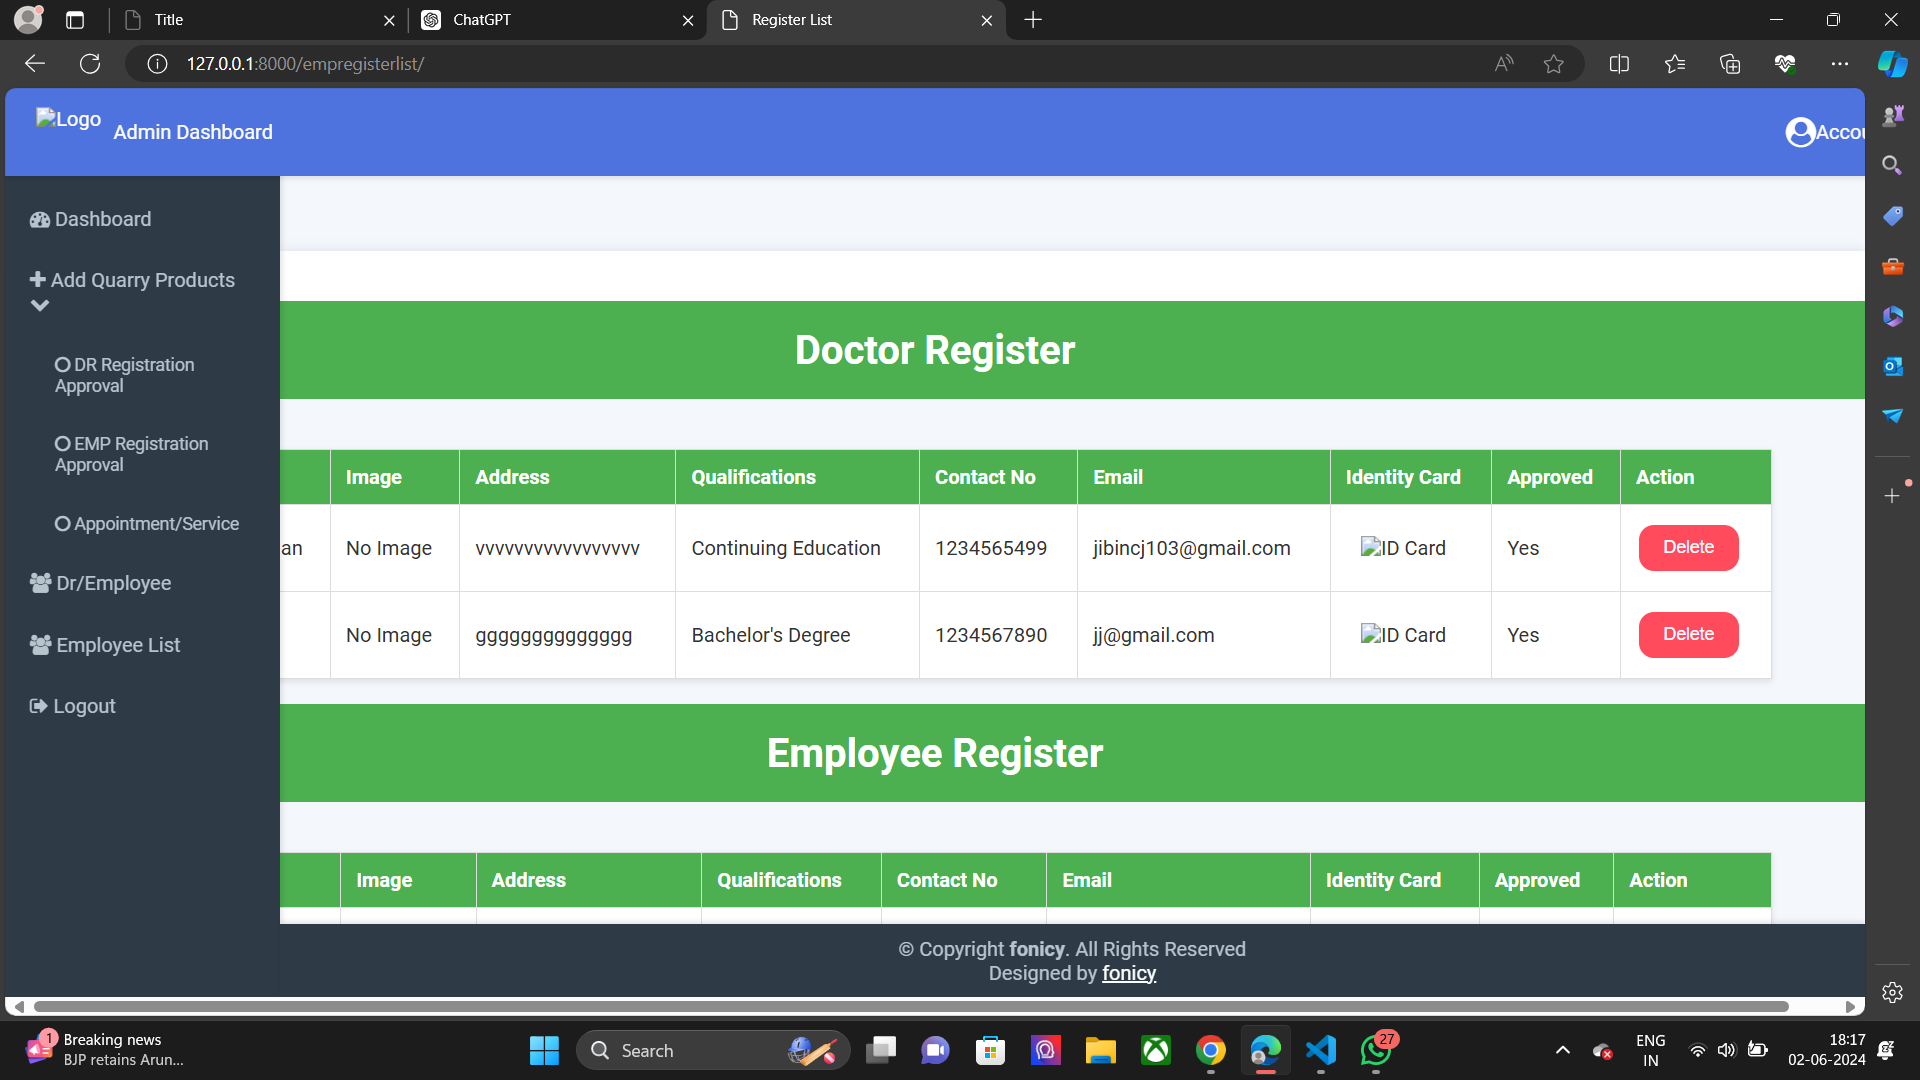 Title
ChatGPT
Register List
127.0.0.1:8000/empregisterlist/
Logo
Admin Dashboard
Accou
Dashboard
Add Quarry Products
DR Registration
Approval
EMP Registration
Approval
Appointment/Service
Dr/Employee
Employee List
Logout
Doctor Register
Image Address Qualifications Contact No Email Identity Card Approved Action
an No Image vvvvvvvvvvvvvvvvv Continuing Education 1234565499 jibincj103@gmail.com ID Card Yes Delete
No Image gggggggggggggg Bachelor's Degree 1234567890 jj@gmail.com ID Card Yes Delete
Employee Register
Image Address Qualifications Contact No Email Identity Card Approved Action
© Copyright fonicy. All Rights Reserved
Designed by fonicy
1
Breaking news
BJP retains Arun...
Search
27
ENG
IN
18:17
02-06-2024